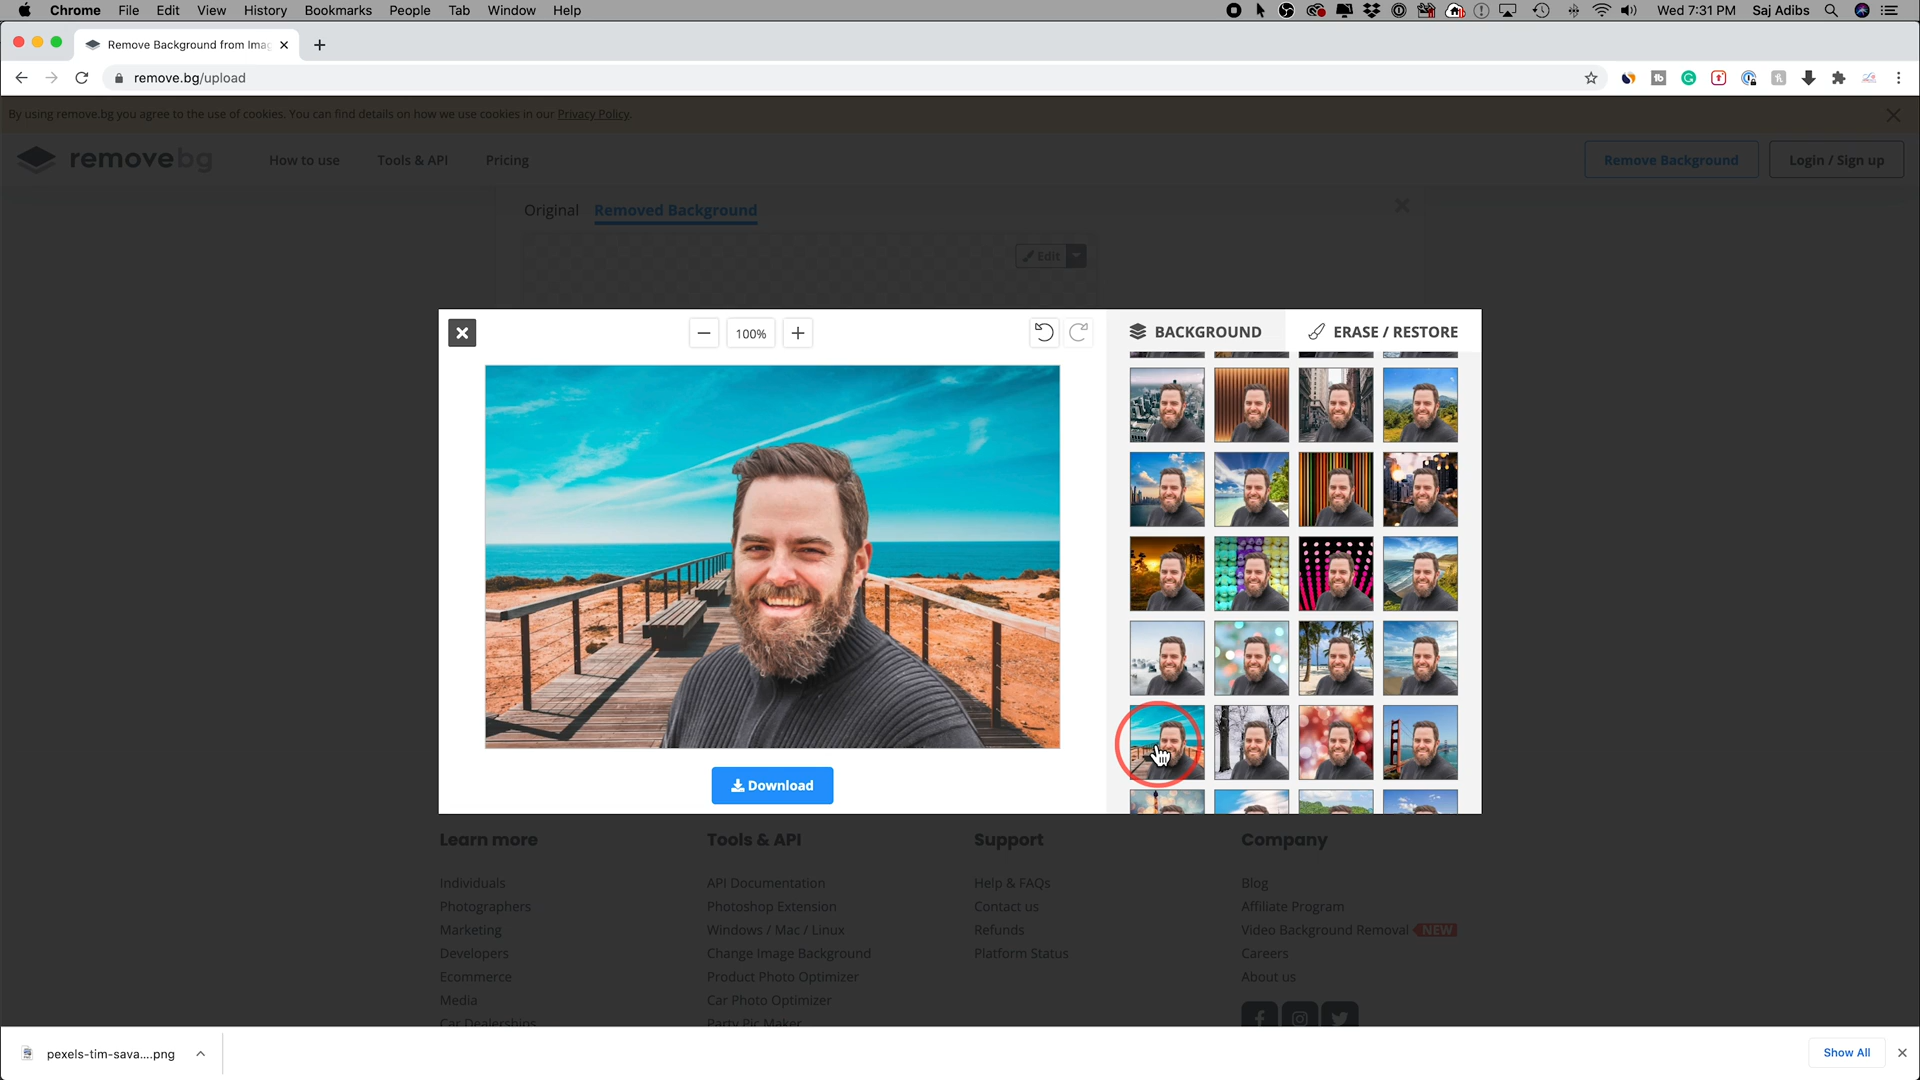 Chrome File Edit View History Bookmarks People Tab Window Help Wed 7:31 PM Saj Adibs
Remove Background from Imag
remove.bg/upload
By using remove.bg you agree to the use of cookies. You can find details on how we use cookies in our Privacy Policy.
removebg How to use Tools & API Pricing Remove Background Login / Sign up
Original Removed Background
Edit
100% BACKGROUND ERASE / RESTORE
Download
Learn more Tools & API Support Company
Individuals API Documentation Help & FAQs Blog
Photographers Photoshop Extension Contact us Affiliate Program
Marketing Windows / Mac / Linux Refunds Video Background Removal NEW
Developers Change Image Background Platform Status Careers
Ecommerce Product Photo Optimizer About us
Media Car Photo Optimizer
Car Dealerships Party Pic Maker
pexels-tim-sava....png Show All